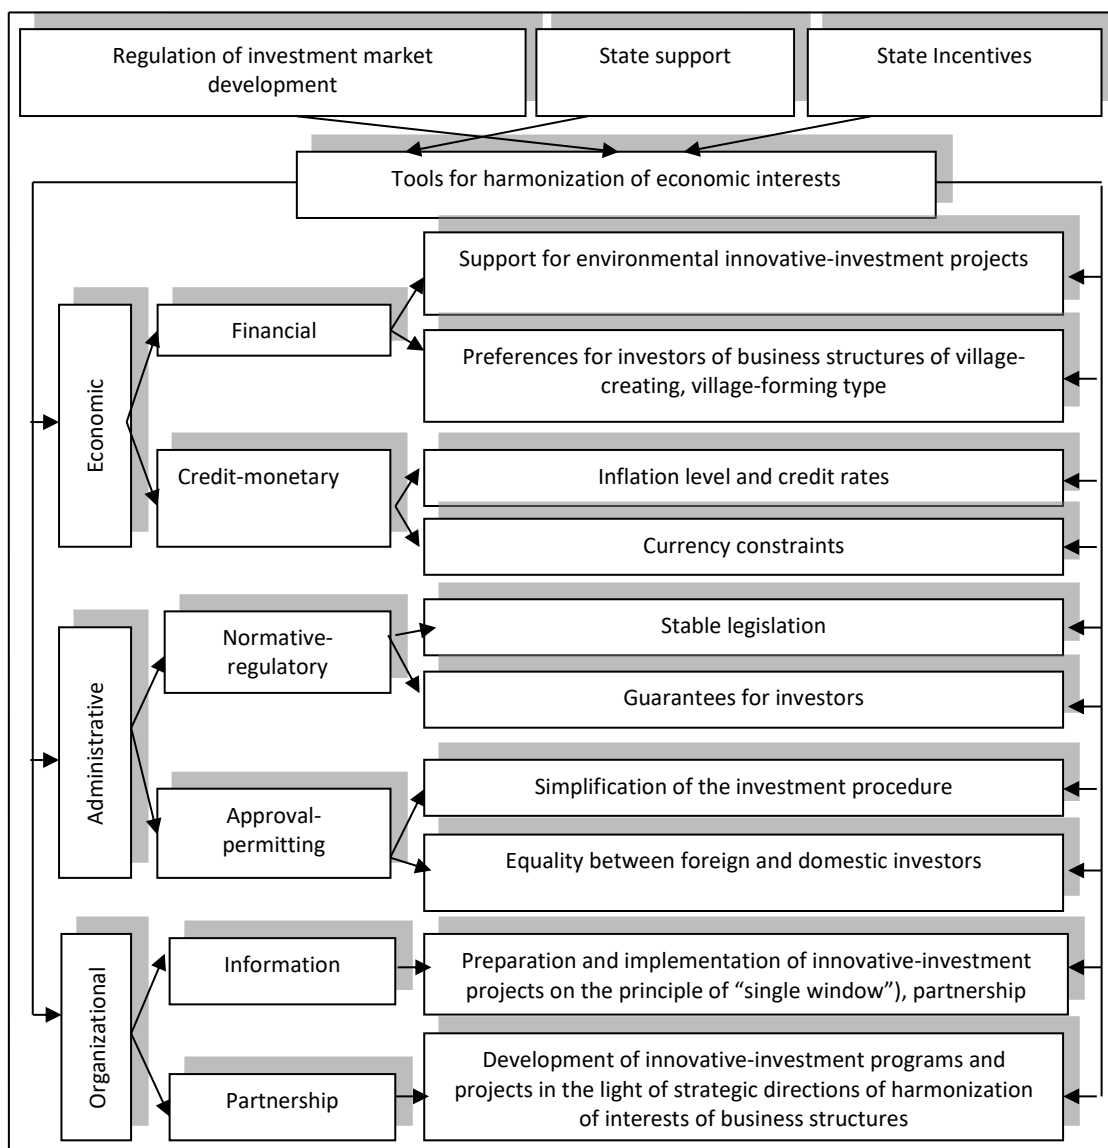 Regulation of investment market
development
State support
State Incentives
Tools for harmonization of economic interests
Economic
Financial
Support for environmental innovative-investment projects
Preferences for investors of business structures of village-
creating, village-forming type
Credit-monetary
Inflation level and credit rates
Currency constraints
Administrative
Normative-
regulatory
Stable legislation
Guarantees for investors
Approval-
permitting
Simplification of the investment procedure
Equality between foreign and domestic investors
Organizational
Information
Preparation and implementation of innovative-investment
projects on the principle of “single window”), partnership
Partnership
Development of innovative-investment programs and
projects in the light of strategic directions of harmonization
of interests of business structures